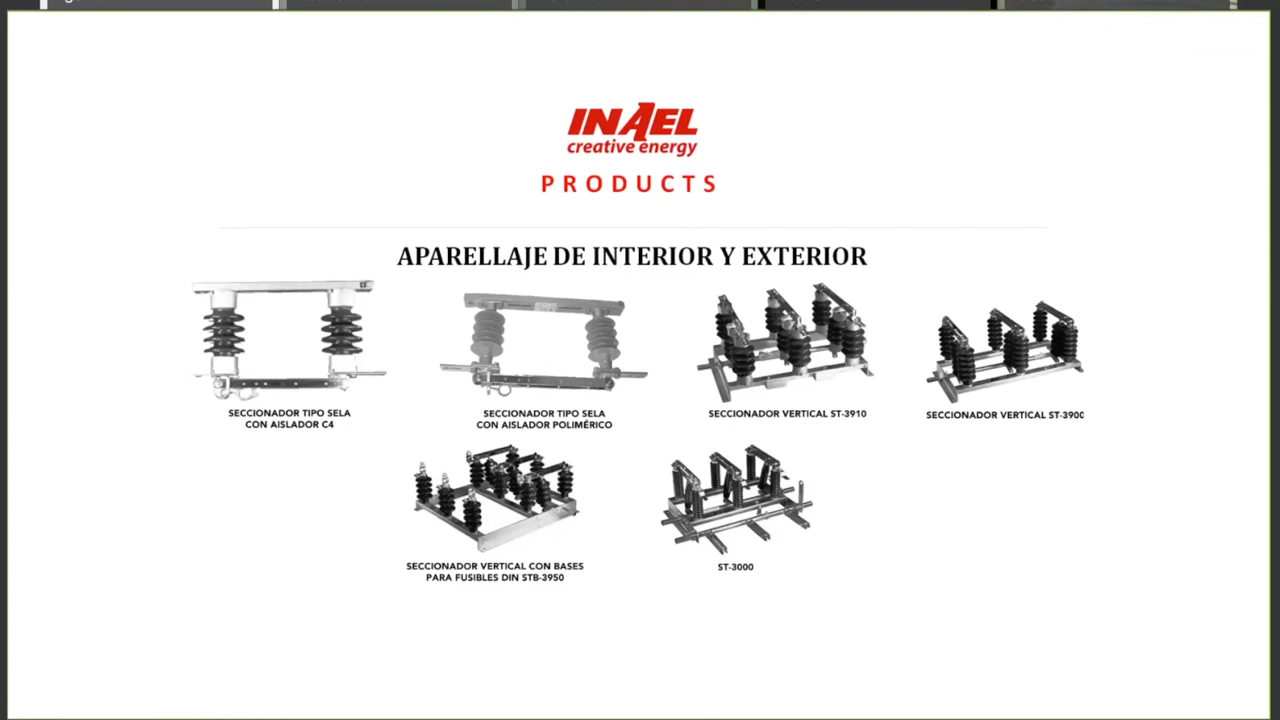 INAEL
creative energy
PRODUCTS
APARELLAJE DE INTERIOR Y EXTERIOR
SECCIONADOR TIPO SELA
CON AISLADOR C4
SECCIONADOR TIPO SELA
CON AISLADOR POLIMÉRICO
SECCIONADOR VERTICAL ST-3910
SECCIONADOR VERTICAL ST-3900
SECCIONADOR VERTICAL CON BASES
PARA FUSIBLES DIN STB-3950
ST-3000